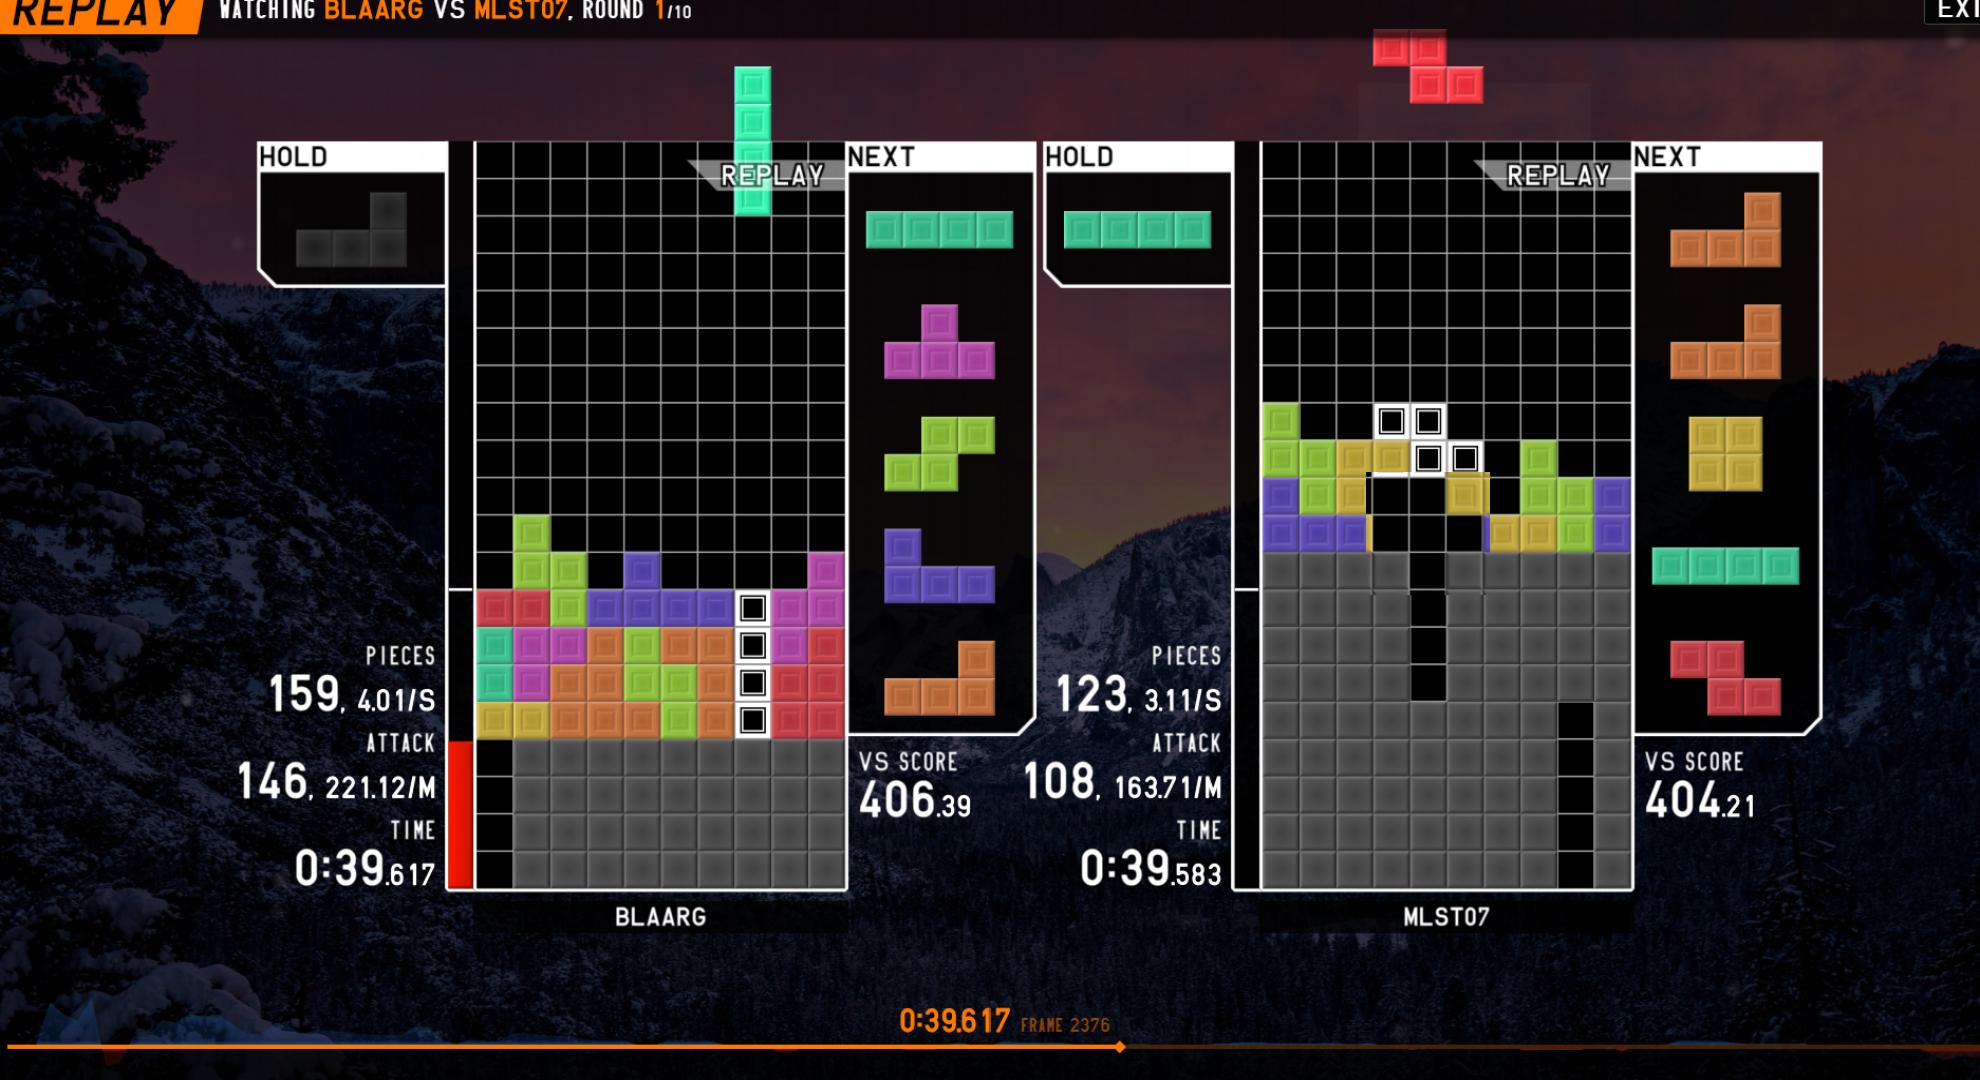 REPLAY WATCHING BLAARG VS MLST07, ROUND 1/10
HOLD
REPLAY
NEXT
HOLD
REPLAY
NEXT
PIECES
159, 4.01/S
ATTACK
146, 221.12/M
TIME
0:39.617
VS SCORE
406.39
PIECES
123, 3.11/S
ATTACK
108, 163.71/M
TIME
0:39.583
VS SCORE
404.21
BLAARG
MLST07
0:39.617 FRAME 2376